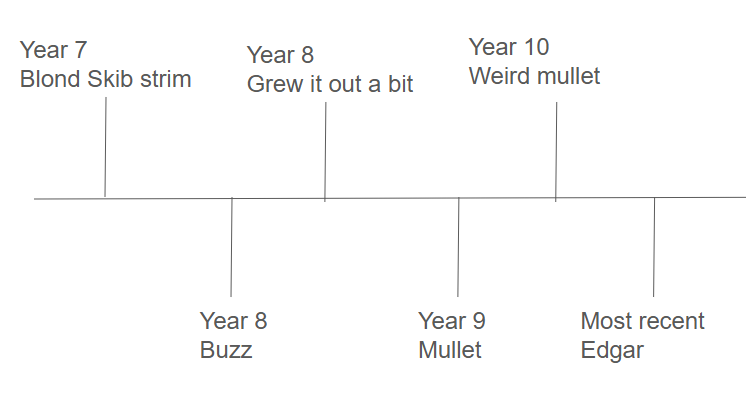 Year 7
Blond Skib strim
Year 8
Buzz
Year 8
Grew it out a bit
Year 9
Mullet
Year 10
Weird mullet
Most recent
Edgar